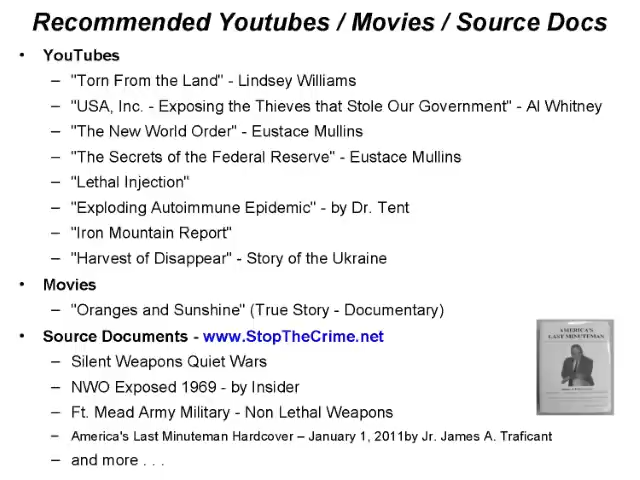 Recommended Youtubes / Movies / Source Docs
• YouTubes
– "Torn From the Land" - Lindsey Williams
– "USA, Inc. - Exposing the Thieves that Stole Our Government" - Al Whitney
– "The New World Order" - Eustace Mullins
– "The Secrets of the Federal Reserve" - Eustace Mullins
– "Lethal Injection"
– "Exploding Autoimmune Epidemic" - by Dr. Tent
– "Iron Mountain Report"
– "Harvest of Disappear" - Story of the Ukraine
• Movies
– "Oranges and Sunshine" (True Story - Documentary)
• Source Documents - www.StopTheCrime.net
– Silent Weapons Quiet Wars
– NWO Exposed 1969 - by Insider
– Ft. Mead Army Military - Non Lethal Weapons
– America's Last Minuteman Hardcover – January 1, 2011by Jr. James A. Traficant
– and more . . .
AMERICA'S
LAST MINUTEMAN